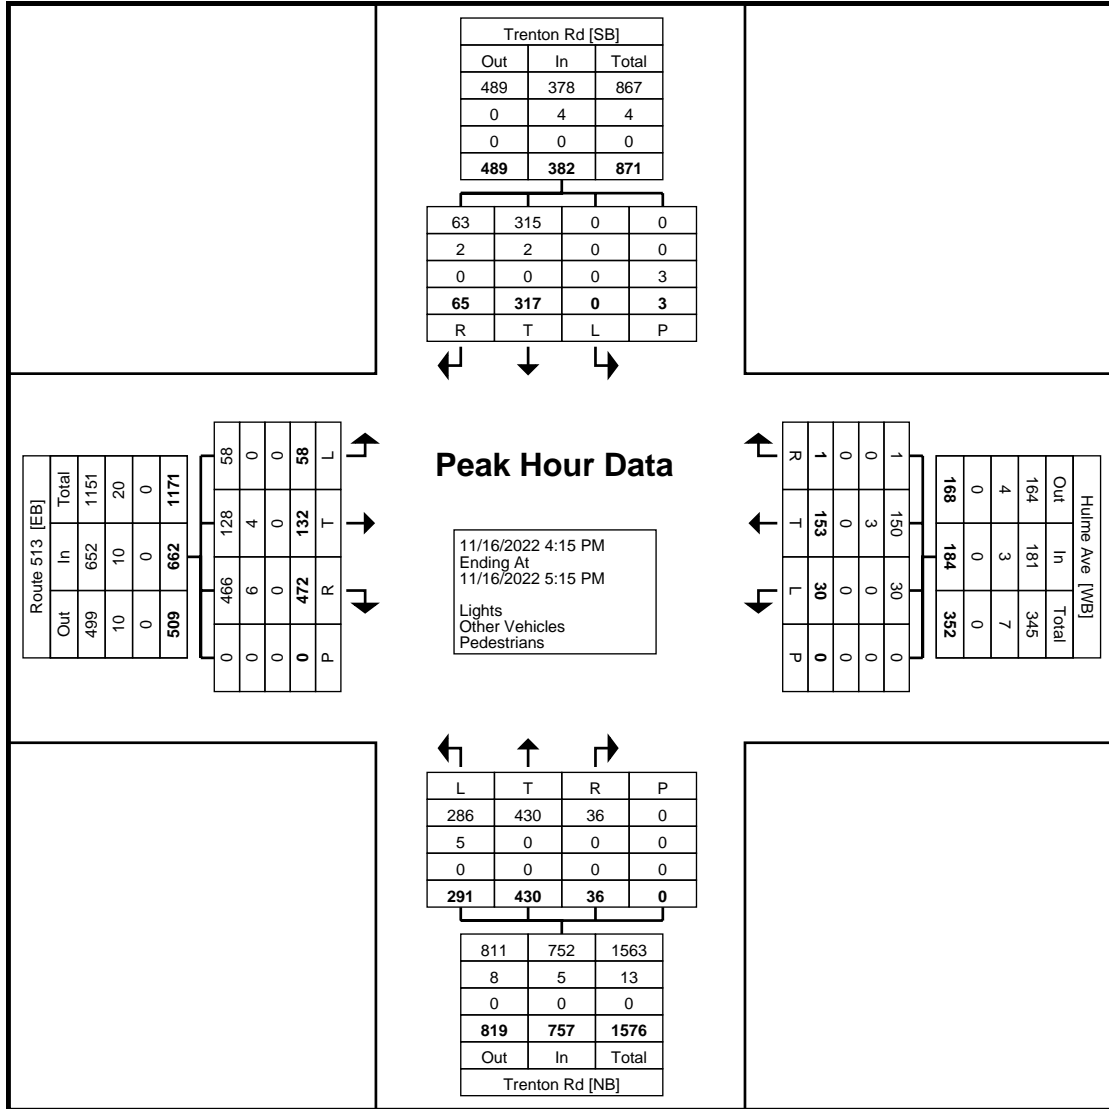 Trenton Rd [SB]
Out In Total
489 378 867
0 4 4
0 0 0
489 382 871
63 315 0 0
2 2 0 0
0 0 0 3
65 317 0 3
R T L P
Route 513 [EB]
Out In Total
499 652 1151
10 10 20
0 0 0
509 662 1171
0 466 128 58
0 6 4 0
0 0 0 0
0 472 132 58
P R T L
Peak Hour Data
11/16/2022 4:15 PM
Ending At
11/16/2022 5:15 PM
Lights
Other Vehicles
Pedestrians
Hulme Ave [WB]
Out In Total
164 181 345
4 3 7
0 0 0
168 184 352
1 150 30 0
0 3 0 0
0 0 0 0
1 153 30 0
R T L P
L T R P
286 430 36 0
5 0 0 0
0 0 0 0
291 430 36 0
811 752 1563
8 5 13
0 0 0
819 757 1576
Out In Total
Trenton Rd [NB]